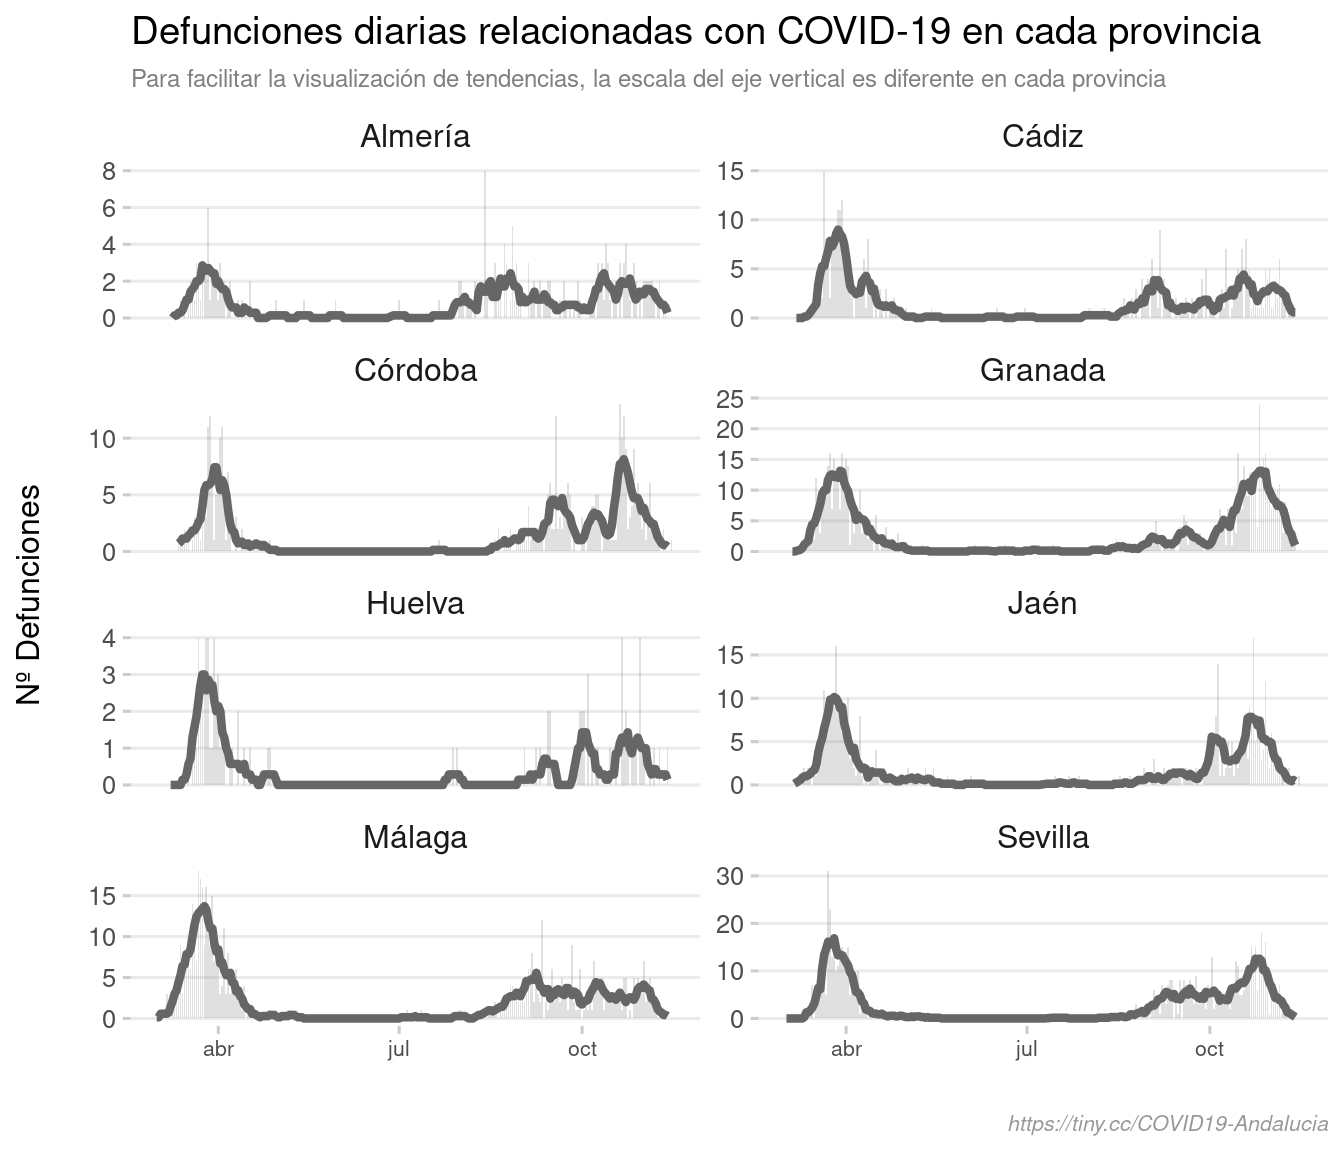 Defunciones diarias relacionadas con COVID-19 en cada provincia
Para facilitar la visualización de tendencias, la escala del eje vertical es diferente en cada provincia
Nº Defunciones
Almería
8
6
4
2
0
Cádiz
15
10
5
0
Córdoba
10
5
0
Granada
25
20
15
10
5
0
Huelva
4
3
2
1
0
Jaén
15
10
5
0
Málaga
15
10
5
0
abr jul oct
Sevilla
30
20
10
0
abr jul oct
https://tiny.cc/COVID19-Andalucia